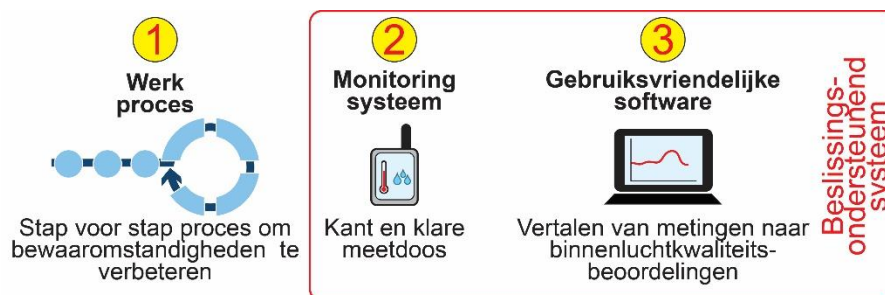 1
Werk
proces
Stap voor stap proces om
bewaaromstandigheden te
verbeteren
2
Monitoring
systeem
Kant en klare
meetdoos
3
Gebruiksvriendelijke
software
Vertalen van metingen naar
binnenluchtkwaliteits-
beoordelingen
Beslissings-
ondersteunend
systeem